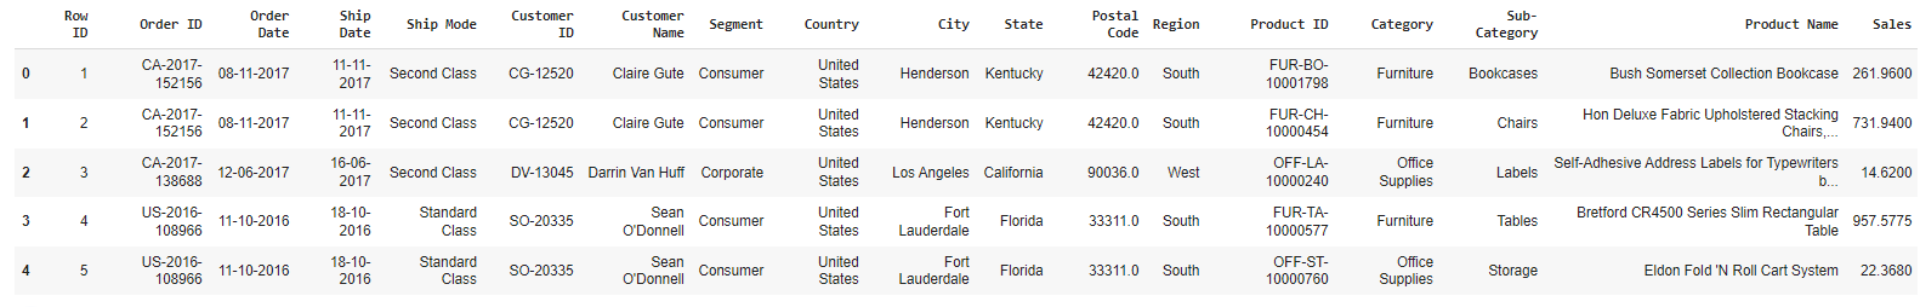 Row ID Order ID Order Date Ship Date Ship Mode Customer ID Customer Name Segment Country City State Postal Code Region Product ID Category Sub-Category Product Name Sales
0 1 CA-2017-152156 08-11-2017 11-11-2017 Second Class CG-12520 Claire Gute Consumer United States Henderson Kentucky 42420.0 South FUR-BO-10001798 Furniture Bookcases Bush Somerset Collection Bookcase 261.9600
1 2 CA-2017-152156 08-11-2017 11-11-2017 Second Class CG-12520 Claire Gute Consumer United States Henderson Kentucky 42420.0 South FUR-CH-10000454 Furniture Chairs Hon Deluxe Fabric Upholstered Stacking Chairs,... 731.9400
2 3 CA-2017-138688 12-06-2017 16-06-2017 Second Class DV-13045 Darrin Van Huff Corporate United States Los Angeles California 90036.0 West OFF-LA-10000240 Office Supplies Labels Self-Adhesive Address Labels for Typewriters b... 14.6200
3 4 US-2016-108966 11-10-2016 18-10-2016 Standard Class SO-20335 Sean O'Donnell Consumer United States Fort Lauderdale Florida 33311.0 South FUR-TA-10000577 Furniture Tables Bretford CR4500 Series Slim Rectangular Table 957.5775
4 5 US-2016-108966 11-10-2016 18-10-2016 Standard Class SO-20335 Sean O'Donnell Consumer United States Fort Lauderdale Florida 33311.0 South OFF-ST-10000760 Office Supplies Storage Eldon Fold 'N Roll Cart System 22.3680